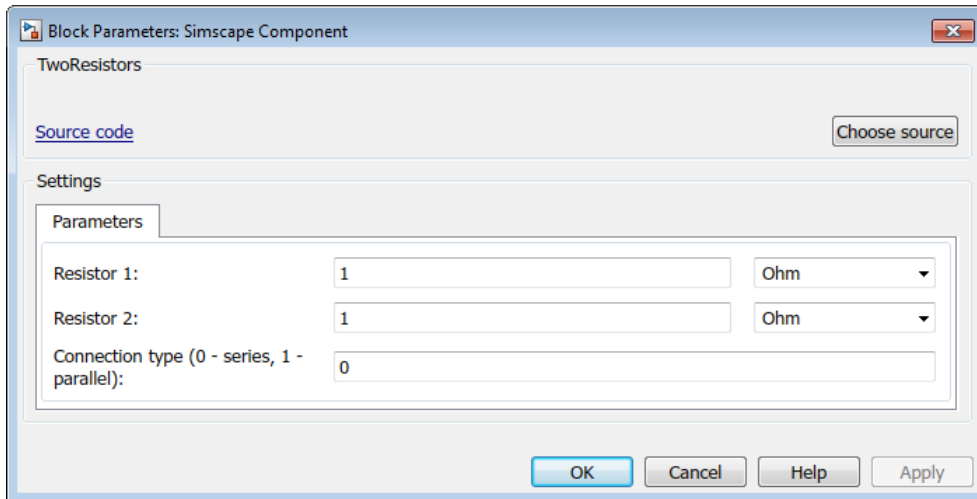 Block Parameters: Simscape Component
TwoResistors
Source code
Choose source
Settings
Parameters
Resistor 1:
1
Ohm
Resistor 2:
1
Ohm
Connection type (0 - series, 1 -
parallel):
0
OK
Cancel
Help
Apply